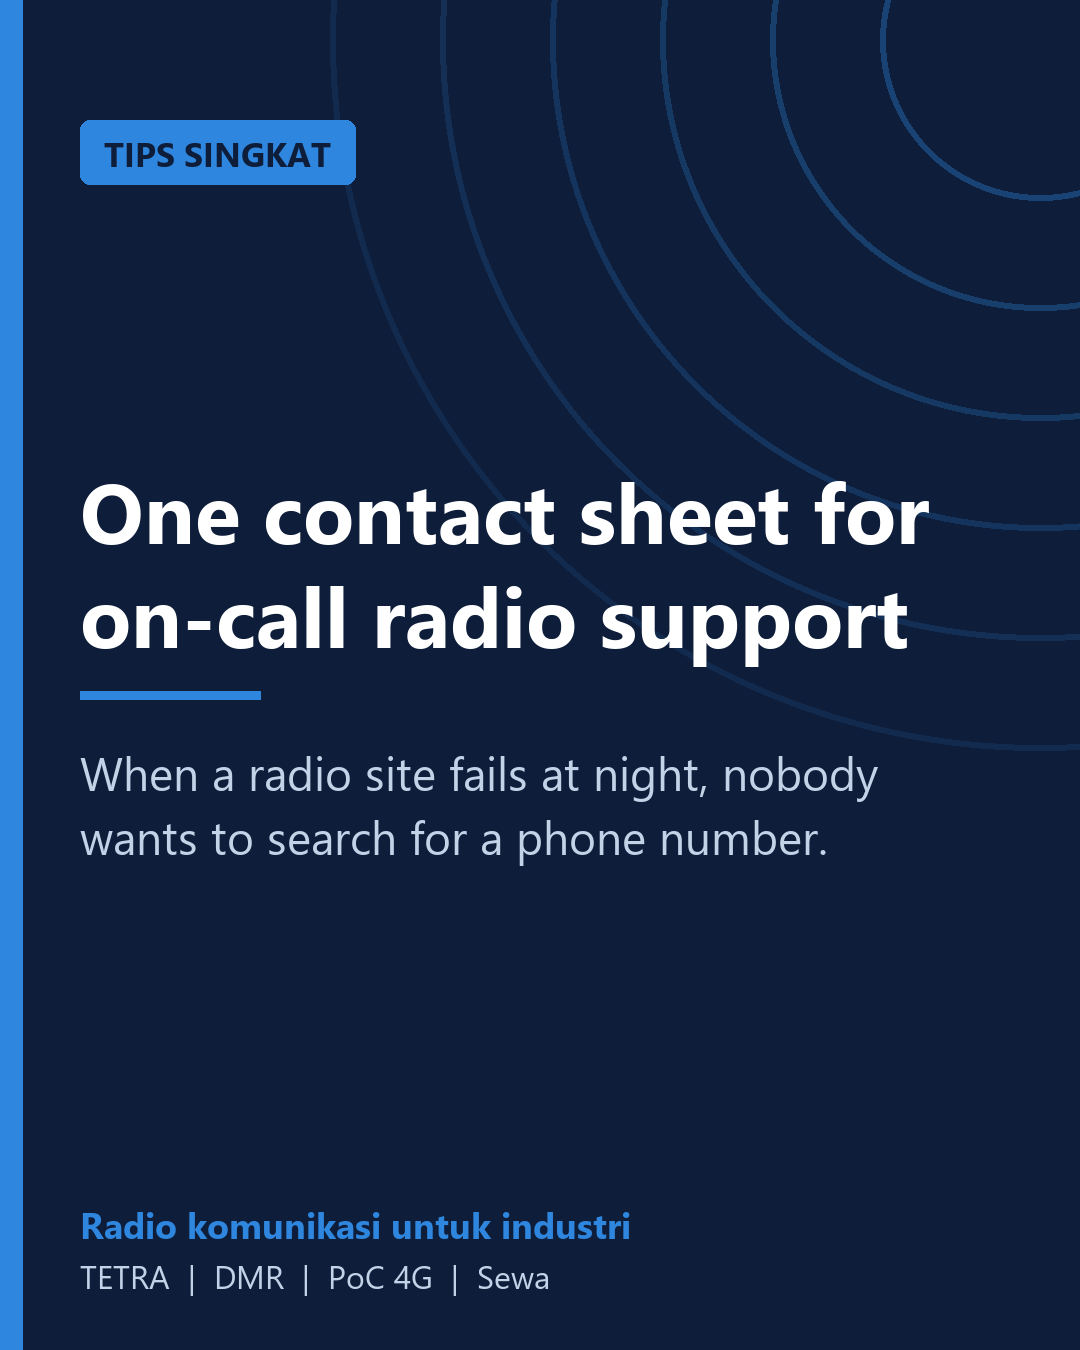 TIPS SINGKAT
One contact sheet for
on-call radio support
When a radio site fails at night, nobody
wants to search for a phone number.
Radio komunikasi untuk industri
TETRA | DMR | PoC 4G | Sewa